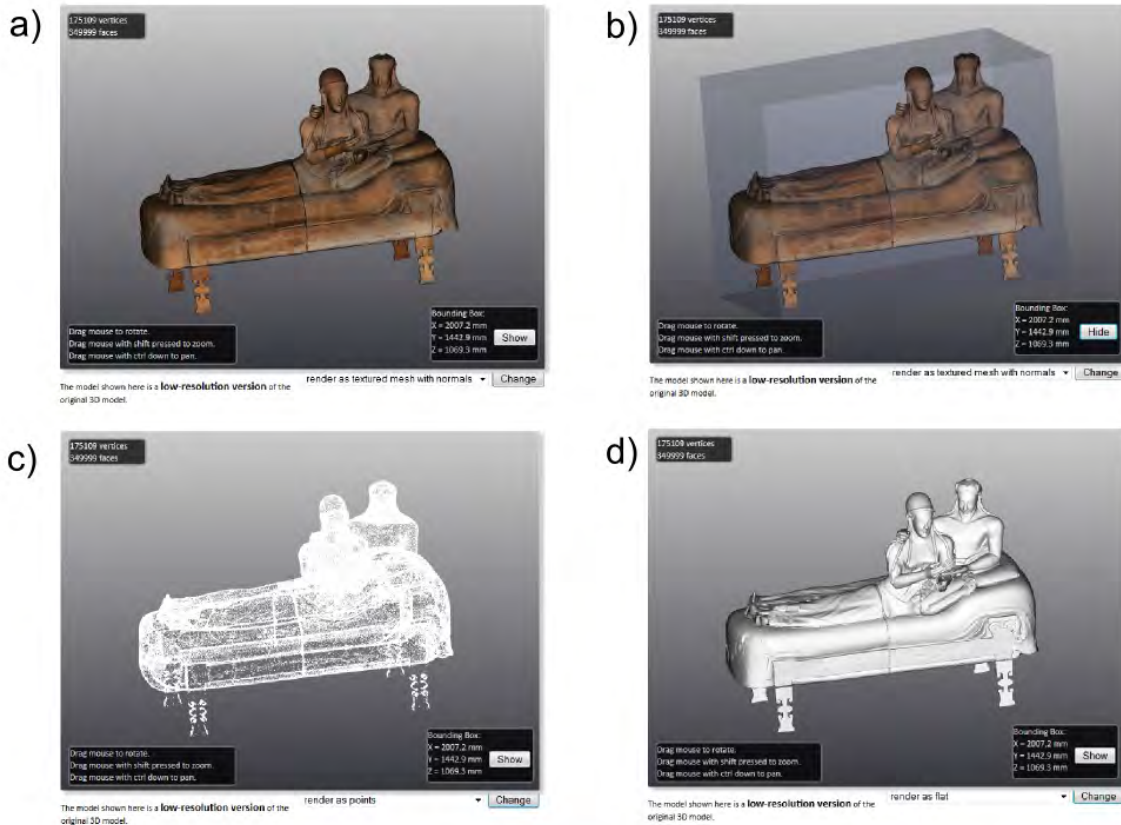 a)
175109 vertices
349999 faces
Drag mouse to rotate.
Drag mouse with shift pressed to zoom.
Drag mouse with ctrl down to pan.
Bounding Box:
X = 2007.2 mm
Y = 1442.9 mm
Z = 1069.3 mm
Show
The model shown here is a low-resolution version of the
original 3D model.
render as textured mesh with normals
Change
b)
175109 vertices
349999 faces
Drag mouse to rotate.
Drag mouse with shift pressed to zoom.
Drag mouse with ctrl down to pan.
Bounding Box:
X = 2007.2 mm
Y = 1442.9 mm
Z = 1069.3 mm
Hide
The model shown here is a low-resolution version of the
original 3D model.
render as textured mesh with normals
Change
c)
175109 vertices
349999 faces
Drag mouse to rotate.
Drag mouse with shift pressed to zoom.
Drag mouse with ctrl down to pan.
Bounding Box:
X = 2007.2 mm
Y = 1442.9 mm
Z = 1069.3 mm
Show
The model shown here is a low-resolution version of the
original 3D model.
render as points
Change
d)
175109 vertices
349999 faces
Drag mouse to rotate.
Drag mouse with shift pressed to zoom.
Drag mouse with ctrl down to pan.
Bounding Box:
X = 2007.2 mm
Y = 1442.9 mm
Z = 1069.3 mm
Show
The model shown here is a low-resolution version of the
original 3D model.
render as flat
Change